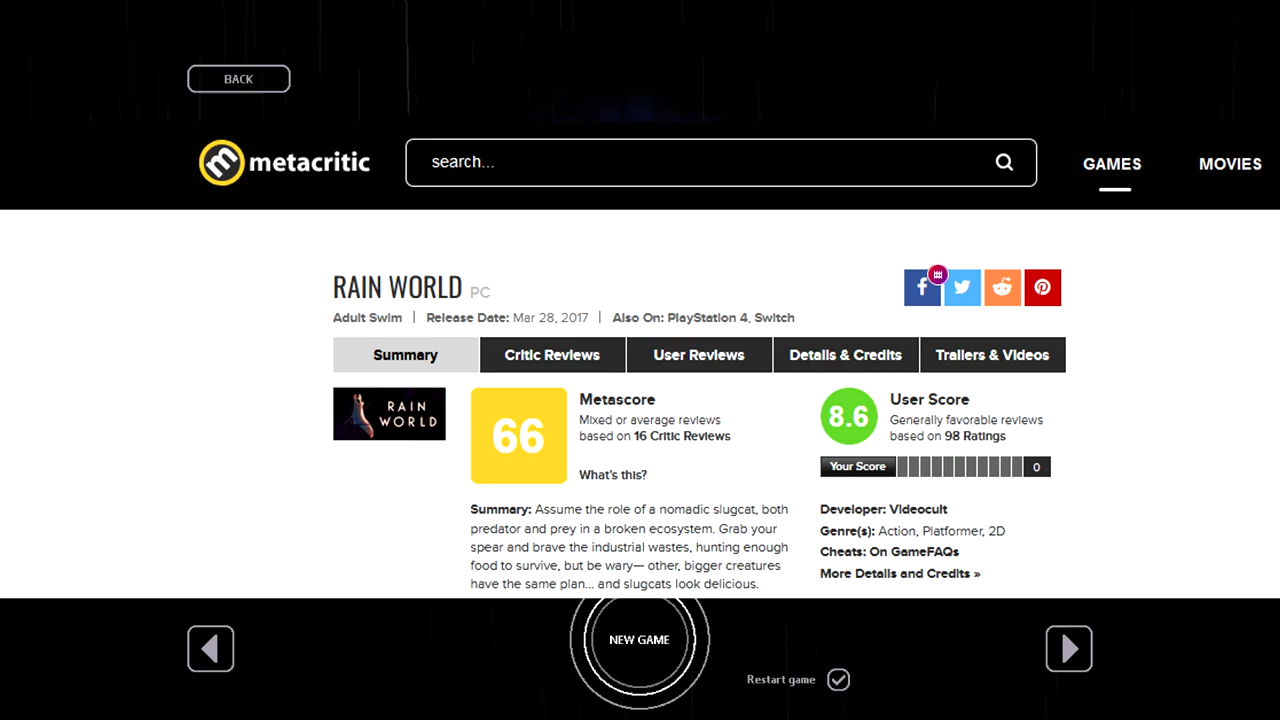 BACK
metacritic
search...
GAMES
MOVIES
RAIN WORLD PC
Adult Swim | Release Date: Mar 28, 2017 | Also On: PlayStation 4, Switch
Summary
Critic Reviews
User Reviews
Details & Credits
Trailers & Videos
RAIN
WORLD
66
Metascore
Mixed or average reviews
based on 16 Critic Reviews
What's this?
8.6
User Score
Generally favorable reviews
based on 98 Ratings
Your Score
0
Summary: Assume the role of a nomadic slugcat, both
predator and prey in a broken ecosystem. Grab your
spear and brave the industrial wastes, hunting enough
food to survive, but be wary— other, bigger creatures
have the same plan... and slugcats look delicious.
Developer: Videocult
Genre(s): Action, Platformer, 2D
Cheats: On GameFAQs
More Details and Credits »
NEW GAME
Restart game